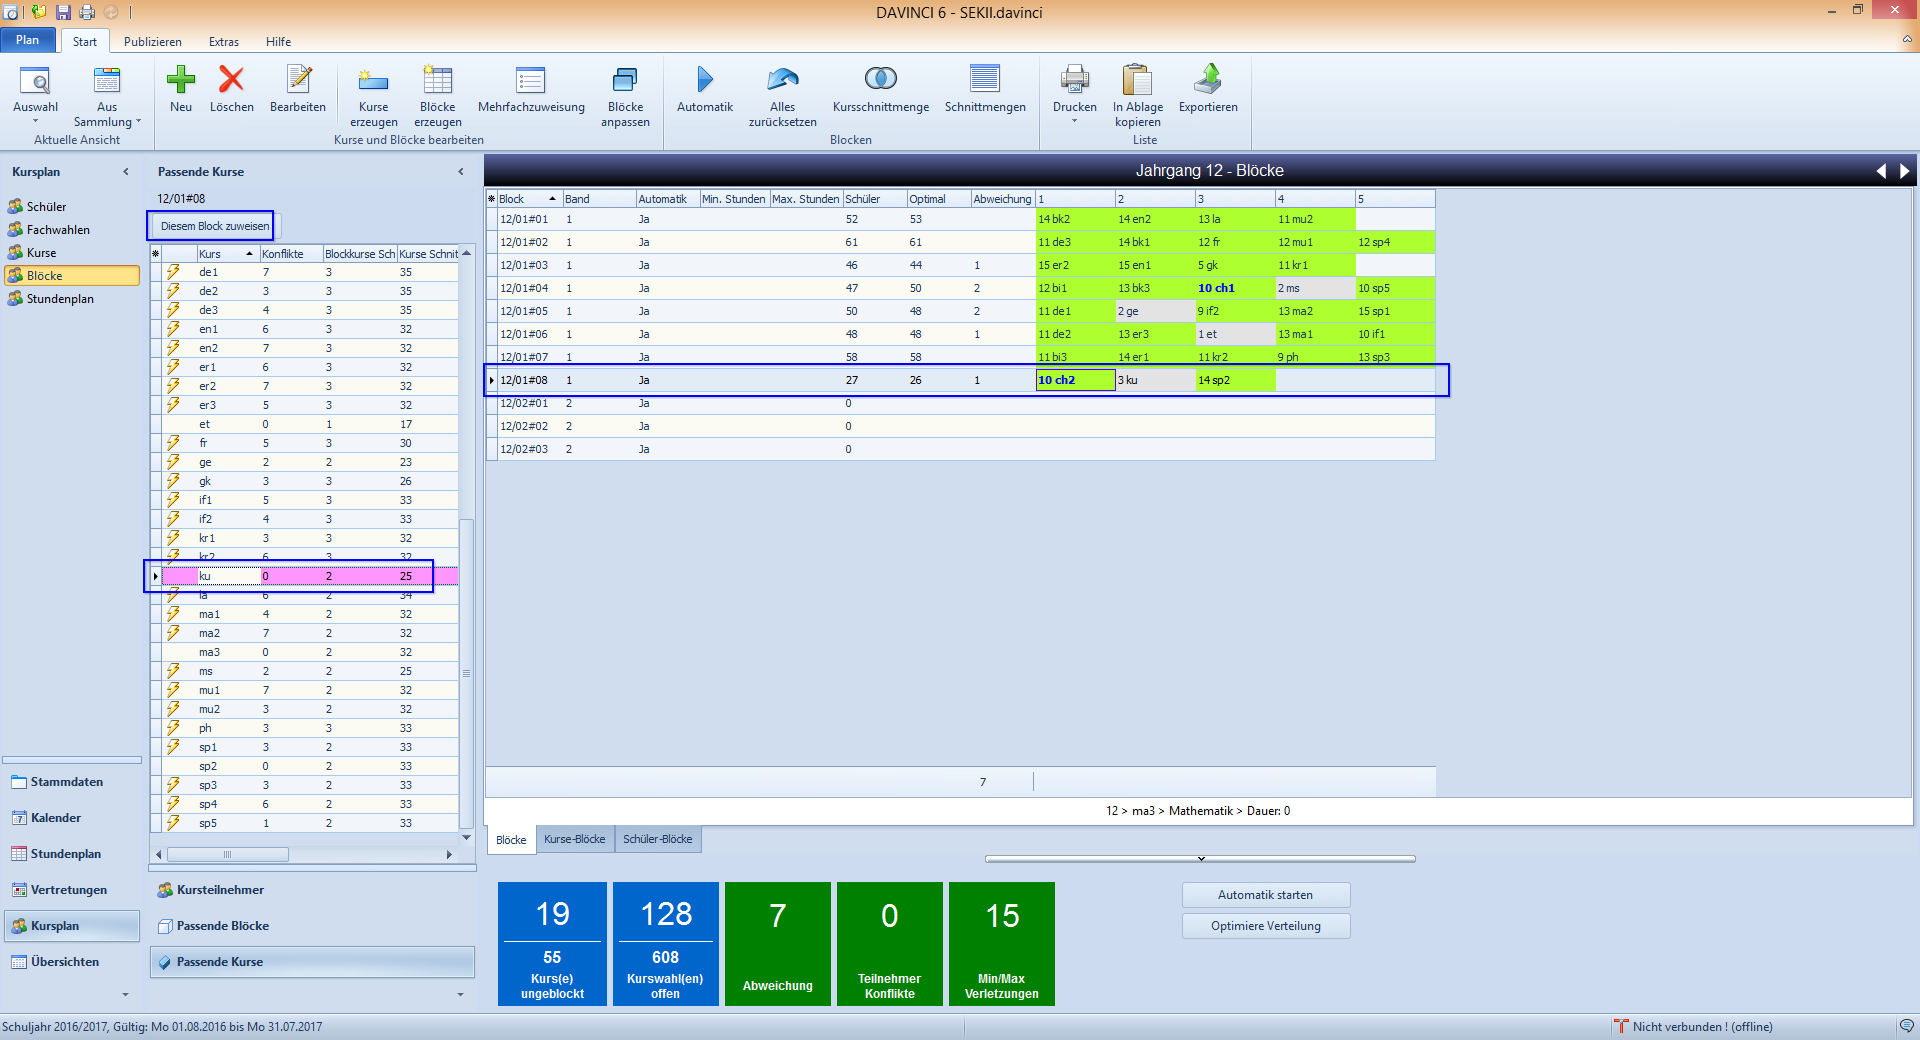 DAVINCI 6 - SEKII.davinci
Plan Start Publizieren Extras Hilfe
Auswahl Aus Sammlung Neu Löschen Bearbeiten Kurse erzeugen Blöcke erzeugen Mehrfachzuweisung Blöcke anpassen Automatik Alles zurücksetzen Kursschnittmenge Schnittmengen Drucken In Ablage kopieren Exportieren
Aktuelle Ansicht Kurse und Blöcke bearbeiten Blocken Liste
Kursplan
Schüler
Fachwahlen
Kurse
Blöcke
Stundenplan
Stammdaten
Kalender
Stundenplan
Vertretungen
Kursplan
Übersichten
Passende Kurse
12/01#08
Diesem Block zuweisen
Kurs Konflikte Blockkurse Sch Kurse Schnit
de1 7 3 35
de2 3 3 35
de3 4 3 35
en1 6 3 32
en2 7 3 32
er1 6 3 32
er2 7 3 32
er3 5 3 32
et 0 1 17
fr 5 3 30
ge 2 2 23
gk 3 3 26
if1 5 3 33
if2 4 3 33
kr1 3 3 32
kr2 6 3 32
ku 0 2 25
la 6 2 34
ma1 4 2 32
ma2 7 2 32
ma3 0 2 32
ms 2 2 25
mu1 7 2 32
mu2 3 2 32
ph 3 3 33
sp1 3 2 33
sp2 0 2 33
sp3 3 2 33
sp4 6 2 33
sp5 1 2 33
Kursteilnehmer
Passende Blöcke
Passende Kurse
Jahrgang 12 - Blöcke
Block Band Automatik Min. Stunden Max. Stunden Schüler Optimal Abweichung 1 2 3 4 5
12/01#01 1 Ja 52 53 14 bk2 14 en2 13 la 11 mu2
12/01#02 1 Ja 61 61 11 de3 14 bk1 12 fr 12 mu1 12 sp4
12/01#03 1 Ja 46 44 1 15 er2 15 en1 5 gk 11 kr1
12/01#04 1 Ja 47 50 2 12 bi1 13 bk3 10 ch1 2 ms 10 sp5
12/01#05 1 Ja 50 48 2 11 de1 2 ge 9 if2 13 ma2 15 sp1
12/01#06 1 Ja 48 48 1 11 de2 13 er3 1 et 13 ma1 10 if1
12/01#07 1 Ja 58 58 11 bi3 14 er1 11 kr2 9 ph 13 sp3
12/01#08 1 Ja 27 26 1 10 ch2 3 ku 14 sp2
12/02#01 2 Ja 0
12/02#02 2 Ja 0
12/02#03 2 Ja 0
7
12 > ma3 > Mathematik > Dauer: 0
Blöcke Kurse-Blöcke Schüler-Blöcke
19
55
Kurs(e)
ungeblockt
128
608
Kurswahl(en)
offen
7
Abweichung
0
Teilnehmer
Konflikte
15
Min/Max
Verletzungen
Automatik starten
Optimiere Verteilung
Schuljahr 2016/2017, Gültig: Mo 01.08.2016 bis Mo 31.07.2017
Nicht verbunden ! (offline)